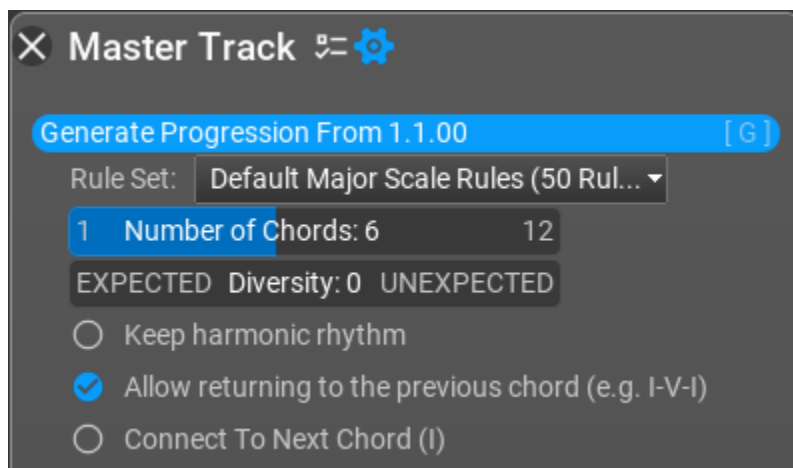 Master Track
Generate Progression From 1.1.00 [ G ]
Rule Set: Default Major Scale Rules (50 Rul...
1 Number of Chords: 6 12
EXPECTED Diversity: 0 UNEXPECTED
Keep harmonic rhythm
Allow returning to the previous chord (e.g. I-V-I)
Connect To Next Chord (I)